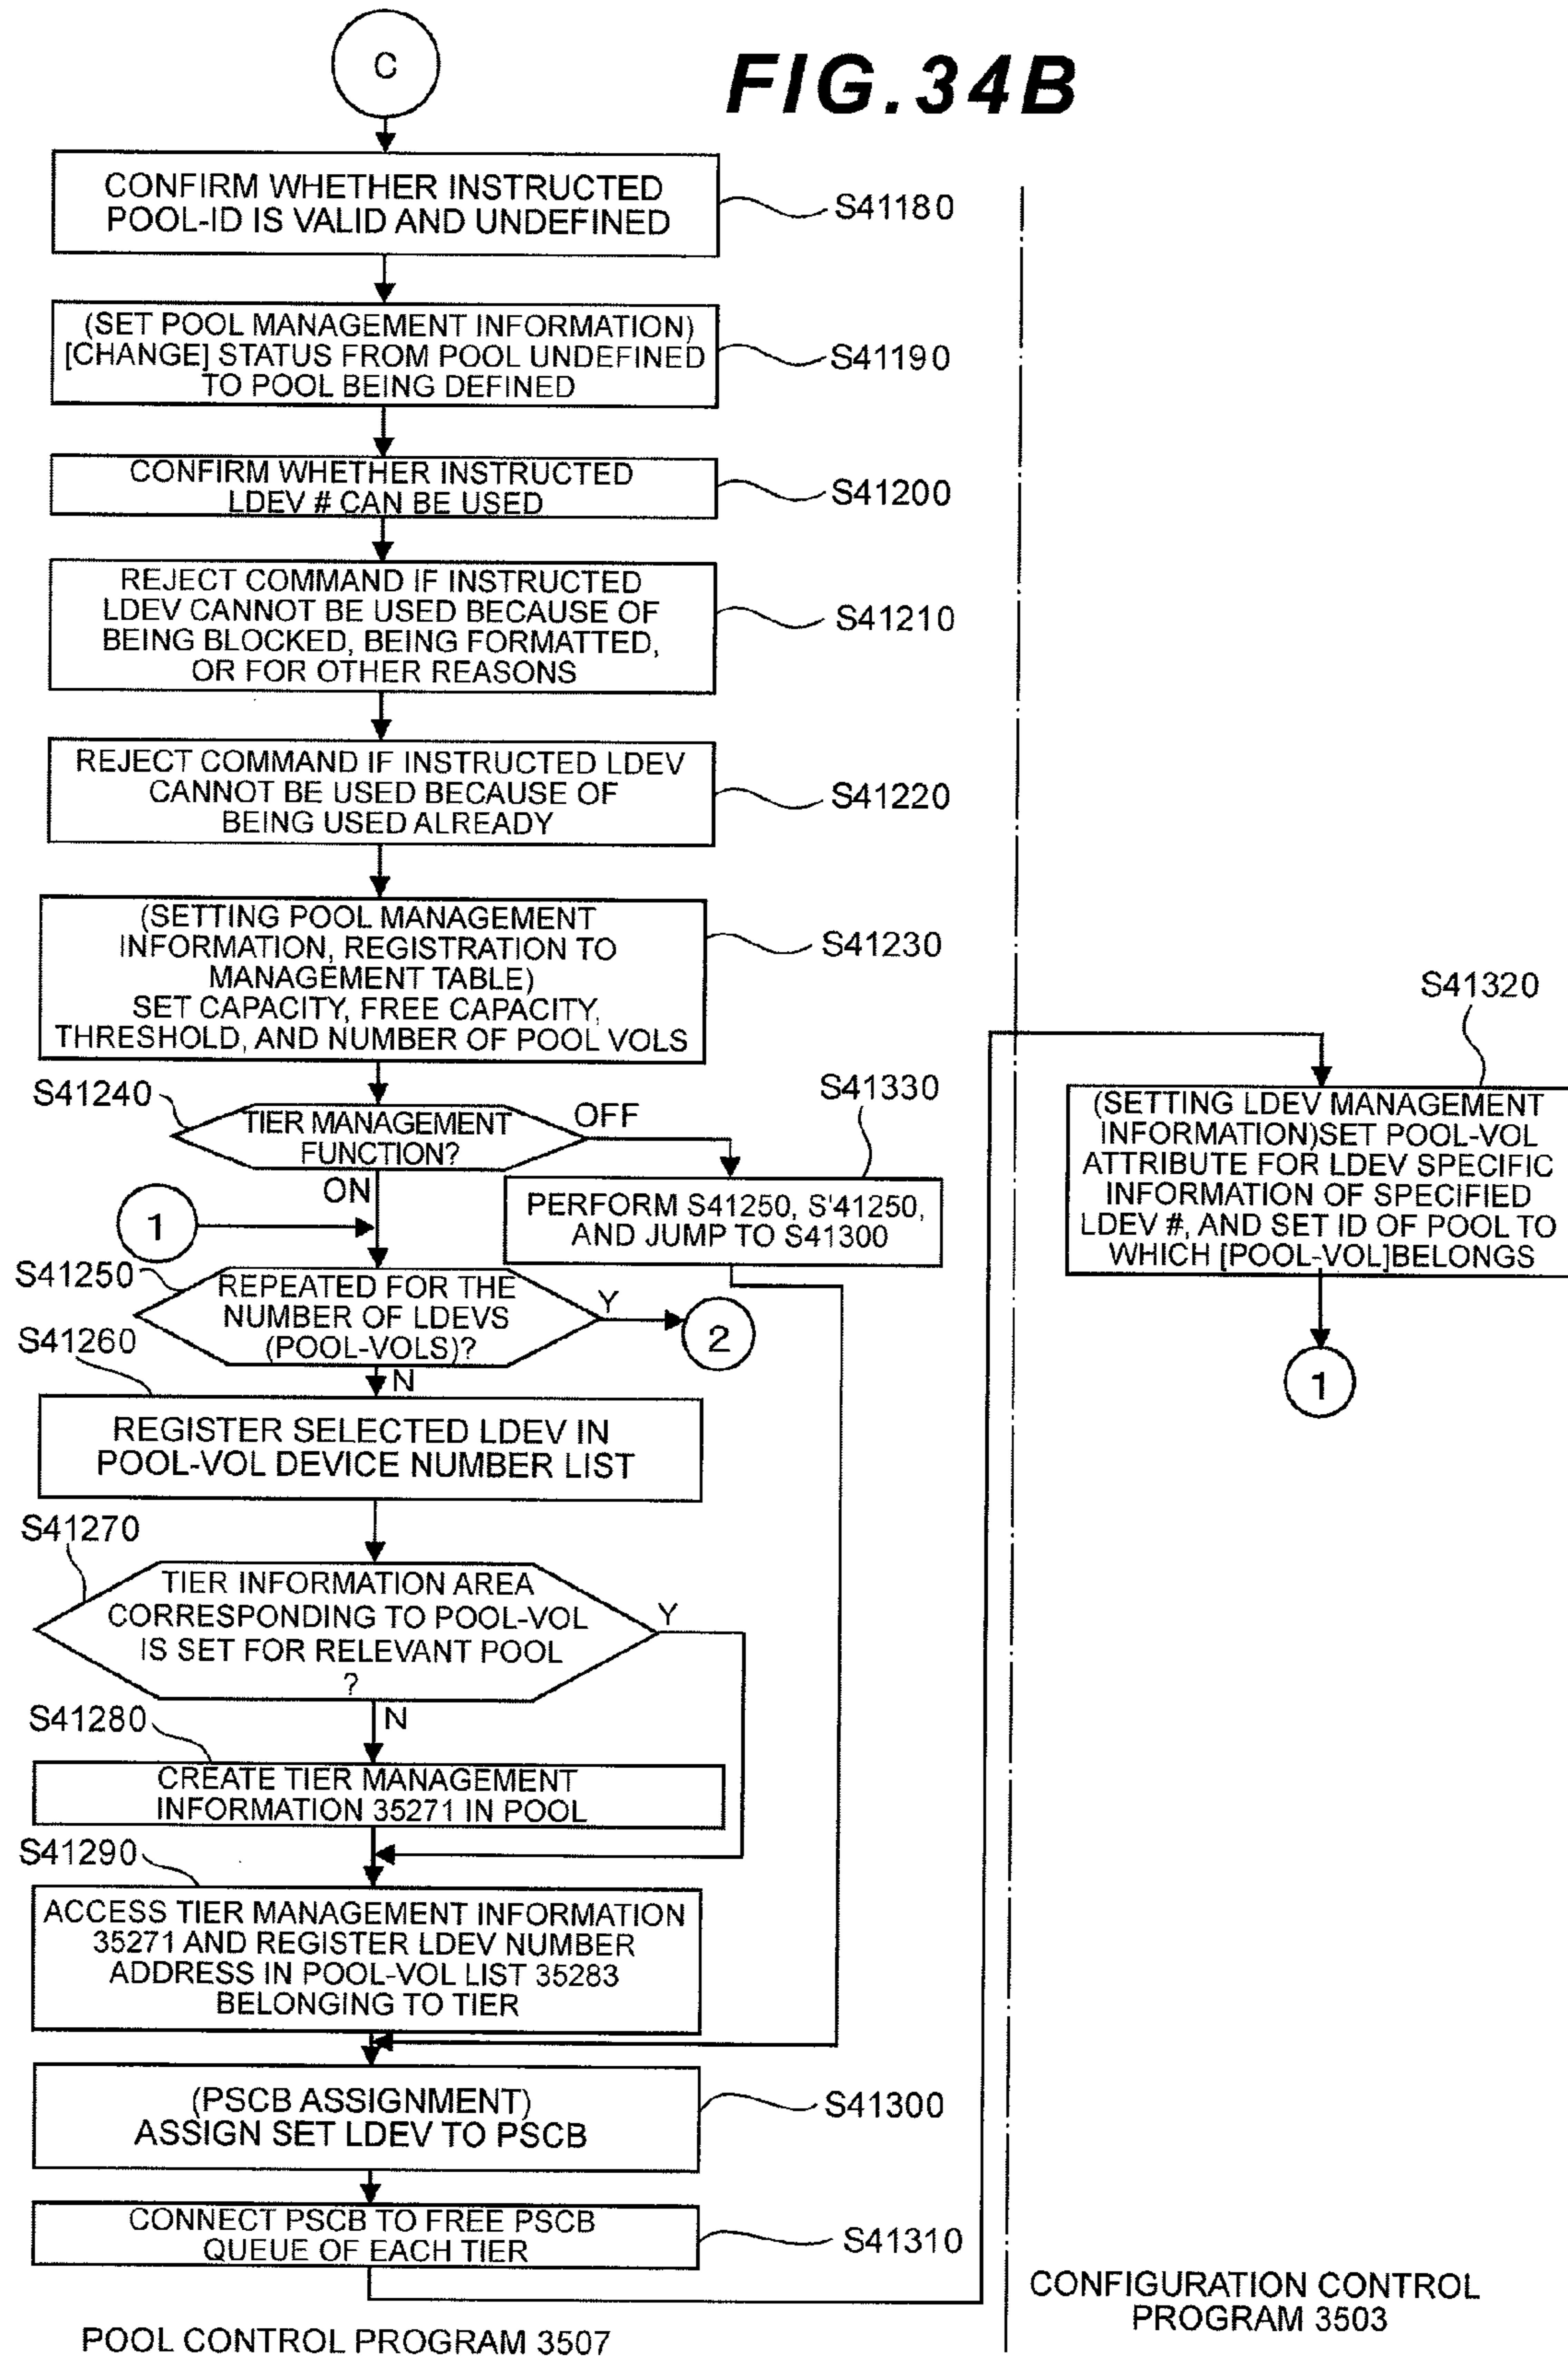 C
FIG.34B
CONFIRM WHETHER INSTRUCTED
POOL-ID IS VALID AND UNDEFINED
S41180
(SET POOL MANAGEMENT INFORMATION)
[CHANGE] STATUS FROM POOL UNDEFINED
TO POOL BEING DEFINED
S41190
CONFIRM WHETHER INSTRUCTED
LDEV # CAN BE USED
S41200
REJECT COMMAND IF INSTRUCTED
LDEV CANNOT BE USED BECAUSE OF
BEING BLOCKED, BEING FORMATTED,
OR FOR OTHER REASONS
S41210
REJECT COMMAND IF INSTRUCTED LDEV
CANNOT BE USED BECAUSE OF
BEING USED ALREADY
S41220
(SETTING POOL MANAGEMENT
INFORMATION, REGISTRATION TO
MANAGEMENT TABLE)
SET CAPACITY, FREE CAPACITY,
THRESHOLD, AND NUMBER OF POOL VOLS
S41230
S41240
TIER MANAGEMENT
FUNCTION?
OFF
ON
S41330
PERFORM S41250, S'41250,
AND JUMP TO S41300
1
S41250
REPEATED FOR THE
NUMBER OF LDEVS
(POOL-VOLS)?
Y
2
N
S41260
REGISTER SELECTED LDEV IN
POOL-VOL DEVICE NUMBER LIST
S41270
TIER INFORMATION AREA
CORRESPONDING TO POOL-VOL
IS SET FOR RELEVANT POOL
?
Y
N
S41280
CREATE TIER MANAGEMENT
INFORMATION 35271 IN POOL
S41290
ACCESS TIER MANAGEMENT INFORMATION
35271 AND REGISTER LDEV NUMBER
ADDRESS IN POOL-VOL LIST 35283
BELONGING TO TIER
(PSCB ASSIGNMENT)
ASSIGN SET LDEV TO PSCB
S41300
CONNECT PSCB TO FREE PSCB
QUEUE OF EACH TIER
S41310
POOL CONTROL PROGRAM 3507
S41320
(SETTING LDEV MANAGEMENT
INFORMATION)SET POOL-VOL
ATTRIBUTE FOR LDEV SPECIFIC
INFORMATION OF SPECIFIED
LDEV #, AND SET ID OF POOL TO
WHICH [POOL-VOL]BELONGS
1
CONFIGURATION CONTROL
PROGRAM 3503